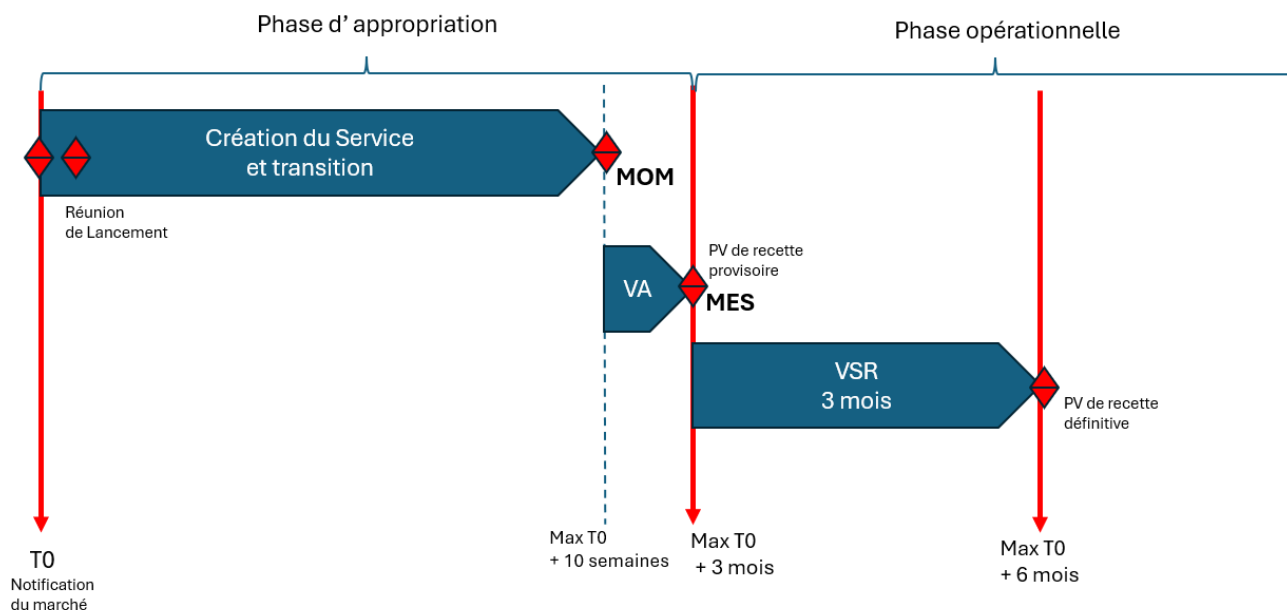 Phase d’ appropriation
Phase opérationnelle
Création du Service
et transition
MOM
Réunion
de Lancement
VA
PV de recette
provisoire
MES
VSR
3 mois
PV de recette
définitive
T0
Notification
du marché
Max T0
+ 10 semaines
Max T0
+ 3 mois
Max T0
+ 6 mois